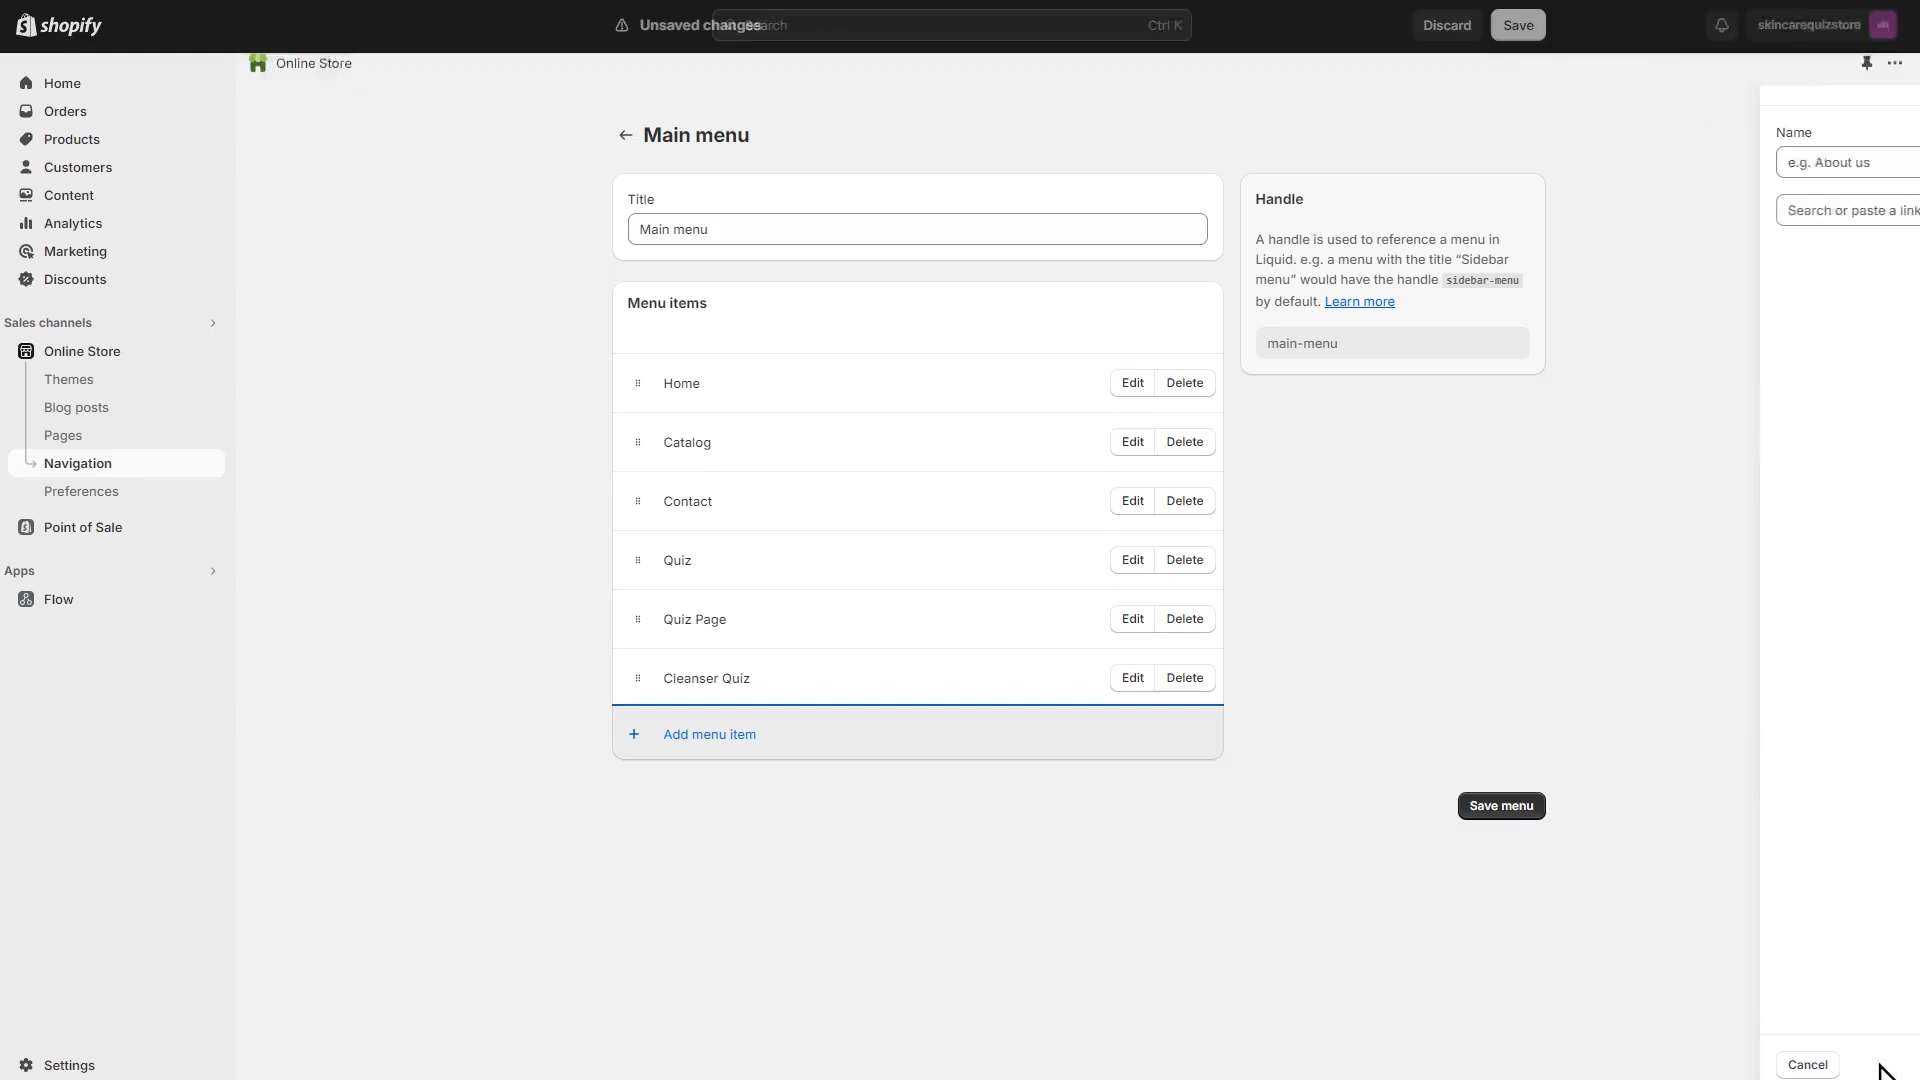 shopify
Unsaved changes
Search
Ctrl K
Discard
Save
skincarequizstore
Home
Orders
Products
Customers
Content
Analytics
Marketing
Discounts
Sales channels
Online Store
Themes
Blog posts
Pages
Navigation
Preferences
Point of Sale
Apps
Flow
Settings
Online Store
Main menu
Title
Main menu
Menu items
Home
Edit
Delete
Catalog
Edit
Delete
Contact
Edit
Delete
Quiz
Edit
Delete
Quiz Page
Edit
Delete
Cleanser Quiz
Edit
Delete
+ Add menu item
Save menu
Handle
A handle is used to reference a menu in
Liquid. e.g. a menu with the title “Sidebar
menu” would have the handle sidebar-menu
by default. Learn more
main-menu
Name
e.g. About us
Search or paste a link
Cancel